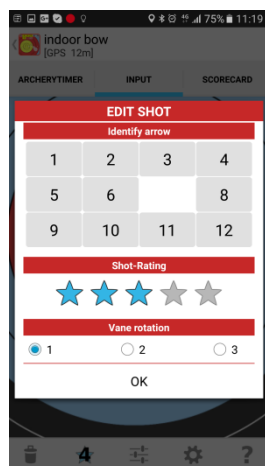 75% 11:19
indoor bow
[GPS 12m]
ARCHERYTIMER INPUT SCORECARD
EDIT SHOT
Identify arrow
1 2 3 4
5 6 8
9 10 11 12
Shot-Rating
Vane rotation
1 2 3
OK
4 ?